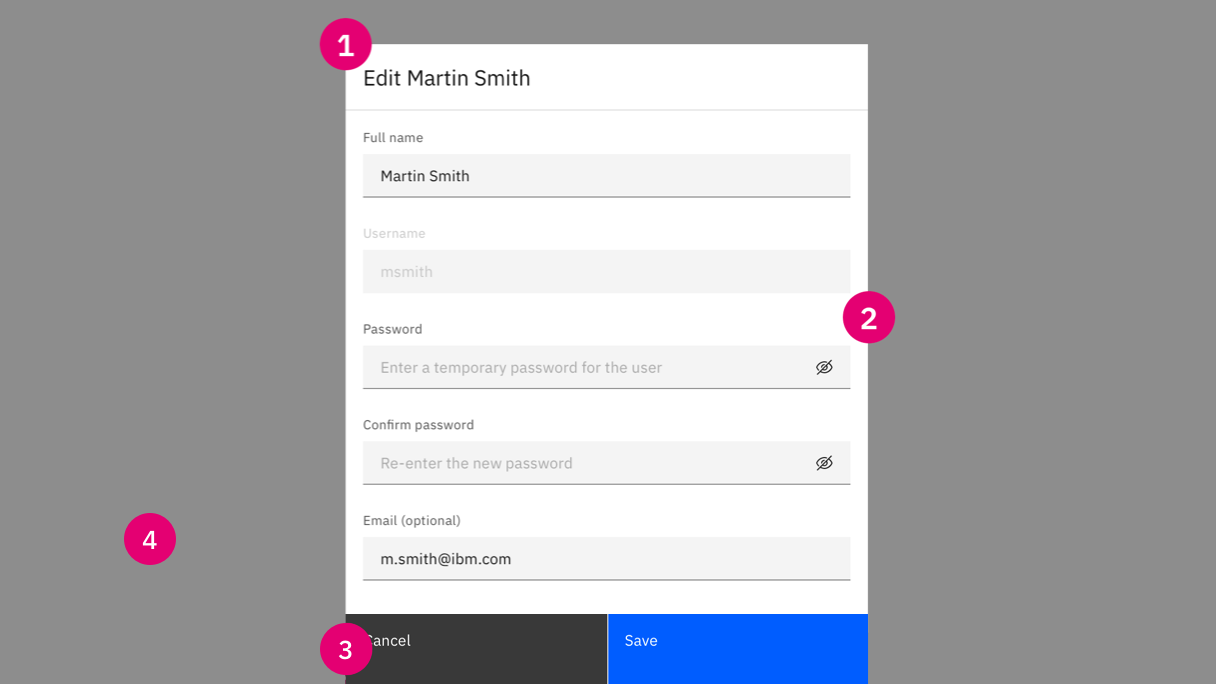 1
Edit Martin Smith
Full name
Martin Smith
Username
msmith
2
Password
Enter a temporary password for the user
Confirm password
Re-enter the new password
Email (optional)
4
m.smith@ibm.com
3
Cancel
Save